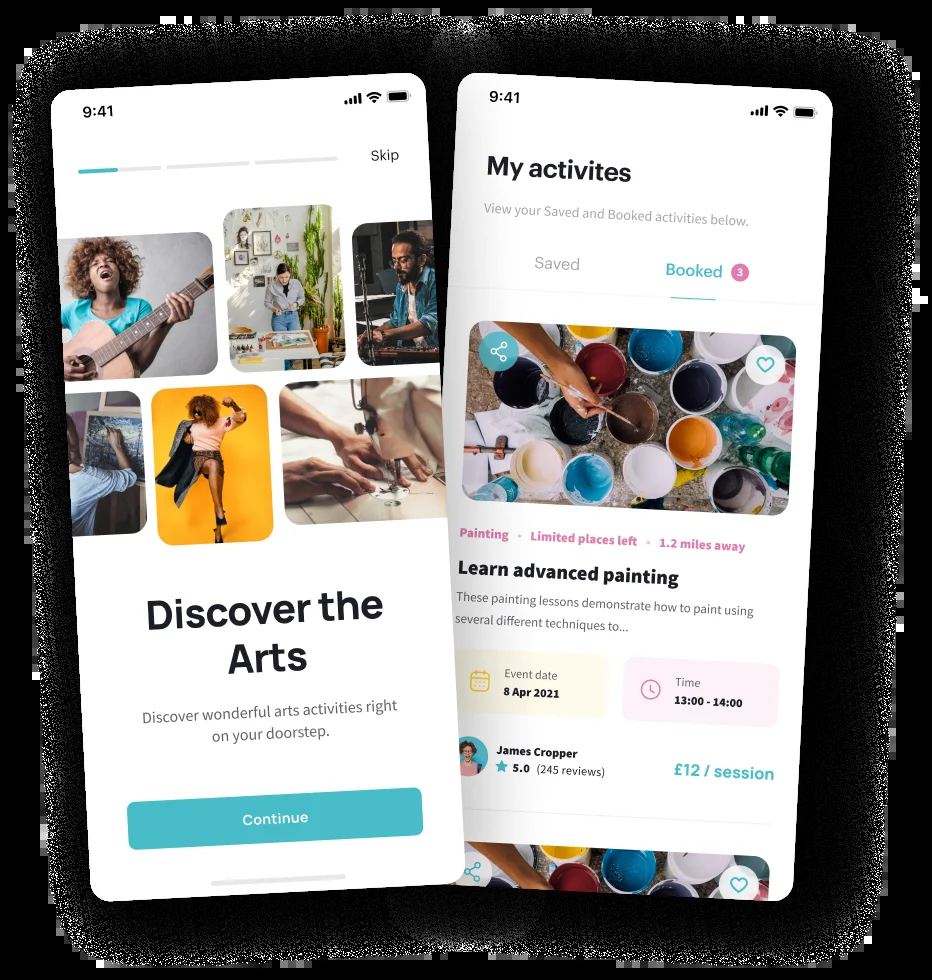 9:41
Skip
Discover the
Arts
Discover wonderful arts activities right
on your doorstep.
Continue
9:41
My activites
View your Saved and Booked activities below.
Saved
Booked 3
Painting • Limited places left • 1.2 miles away
Learn advanced painting
These painting lessons demonstrate how to paint using
several different techniques to...
Event date
8 Apr 2021
Time
13:00 - 14:00
James Cropper
5.0 (245 reviews)
£12 / session